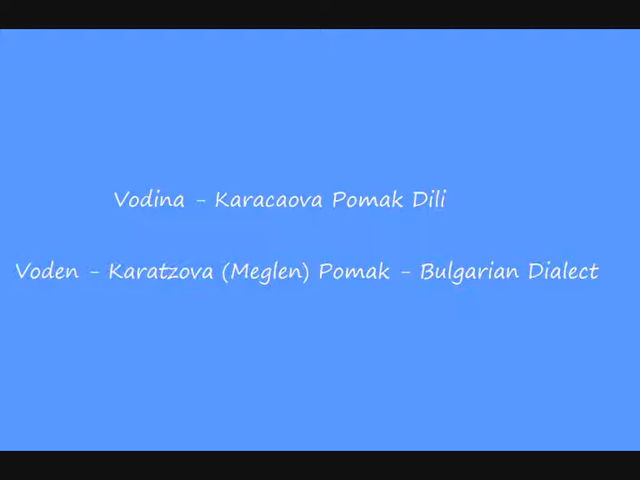 Vodina - Karacaova Pomak Dili
Voden - Karatzova (Meglen) Pomak - Bulgarian Dialect